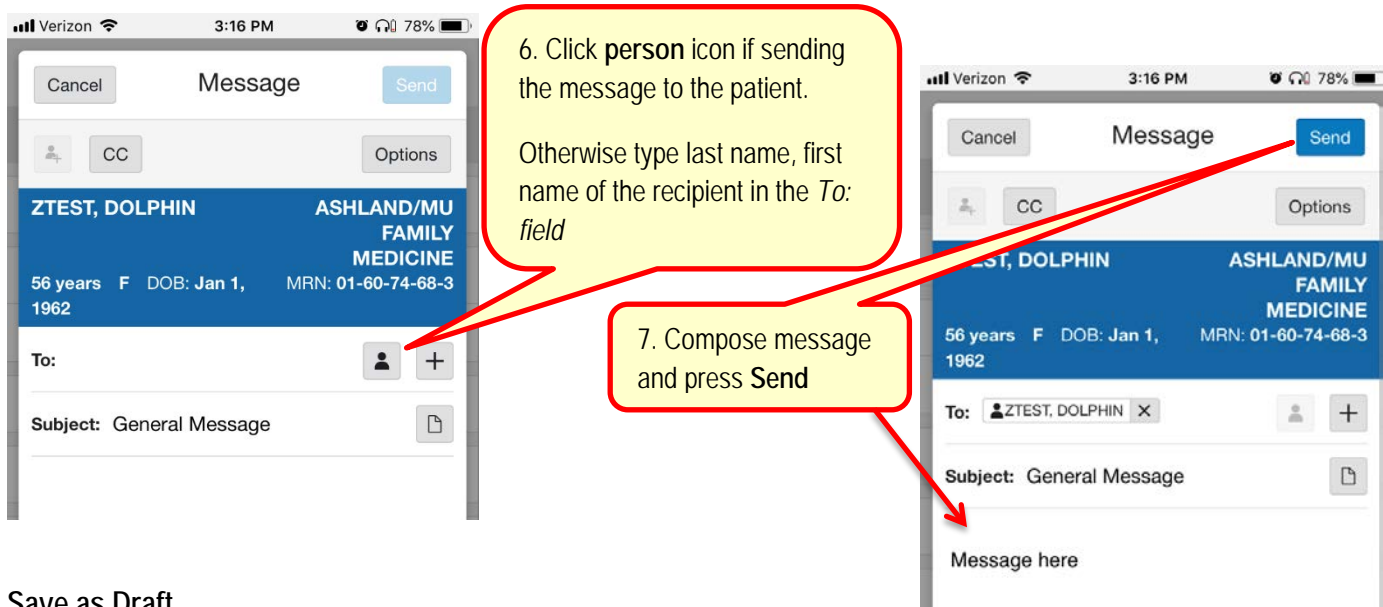 Verizon 3:16 PM 78%
Cancel Message Send
CC Options
ZTEST, DOLPHIN ASHLAND/MU
FAMILY
MEDICINE
56 years F DOB: Jan 1, MRN: 01-60-74-68-3
1962
To:
Subject: General Message
6. Click person icon if sending
the message to the patient.
Otherwise type last name, first
name of the recipient in the To:
field
7. Compose message
and press Send
Verizon 3:16 PM 78%
Cancel Message Send
CC Options
EST, DOLPHIN ASHLAND/MU
FAMILY
MEDICINE
56 years F DOB: Jan 1, MRN: 01-60-74-68-3
1962
To: ZTEST, DOLPHIN X
Subject: General Message
Message here
Save as Draft